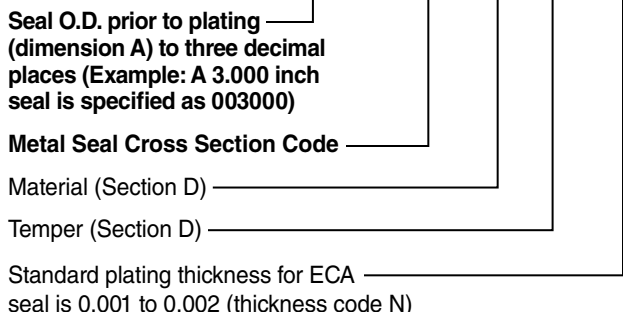 Seal O.D. prior to plating
(dimension A) to three decimal
places (Example: A 3.000 inch
seal is specified as 003000)
Metal Seal Cross Section Code
Material (Section D)
Temper (Section D)
Standard plating thickness for ECA
seal is 0.001 to 0.002 (thickness code N)